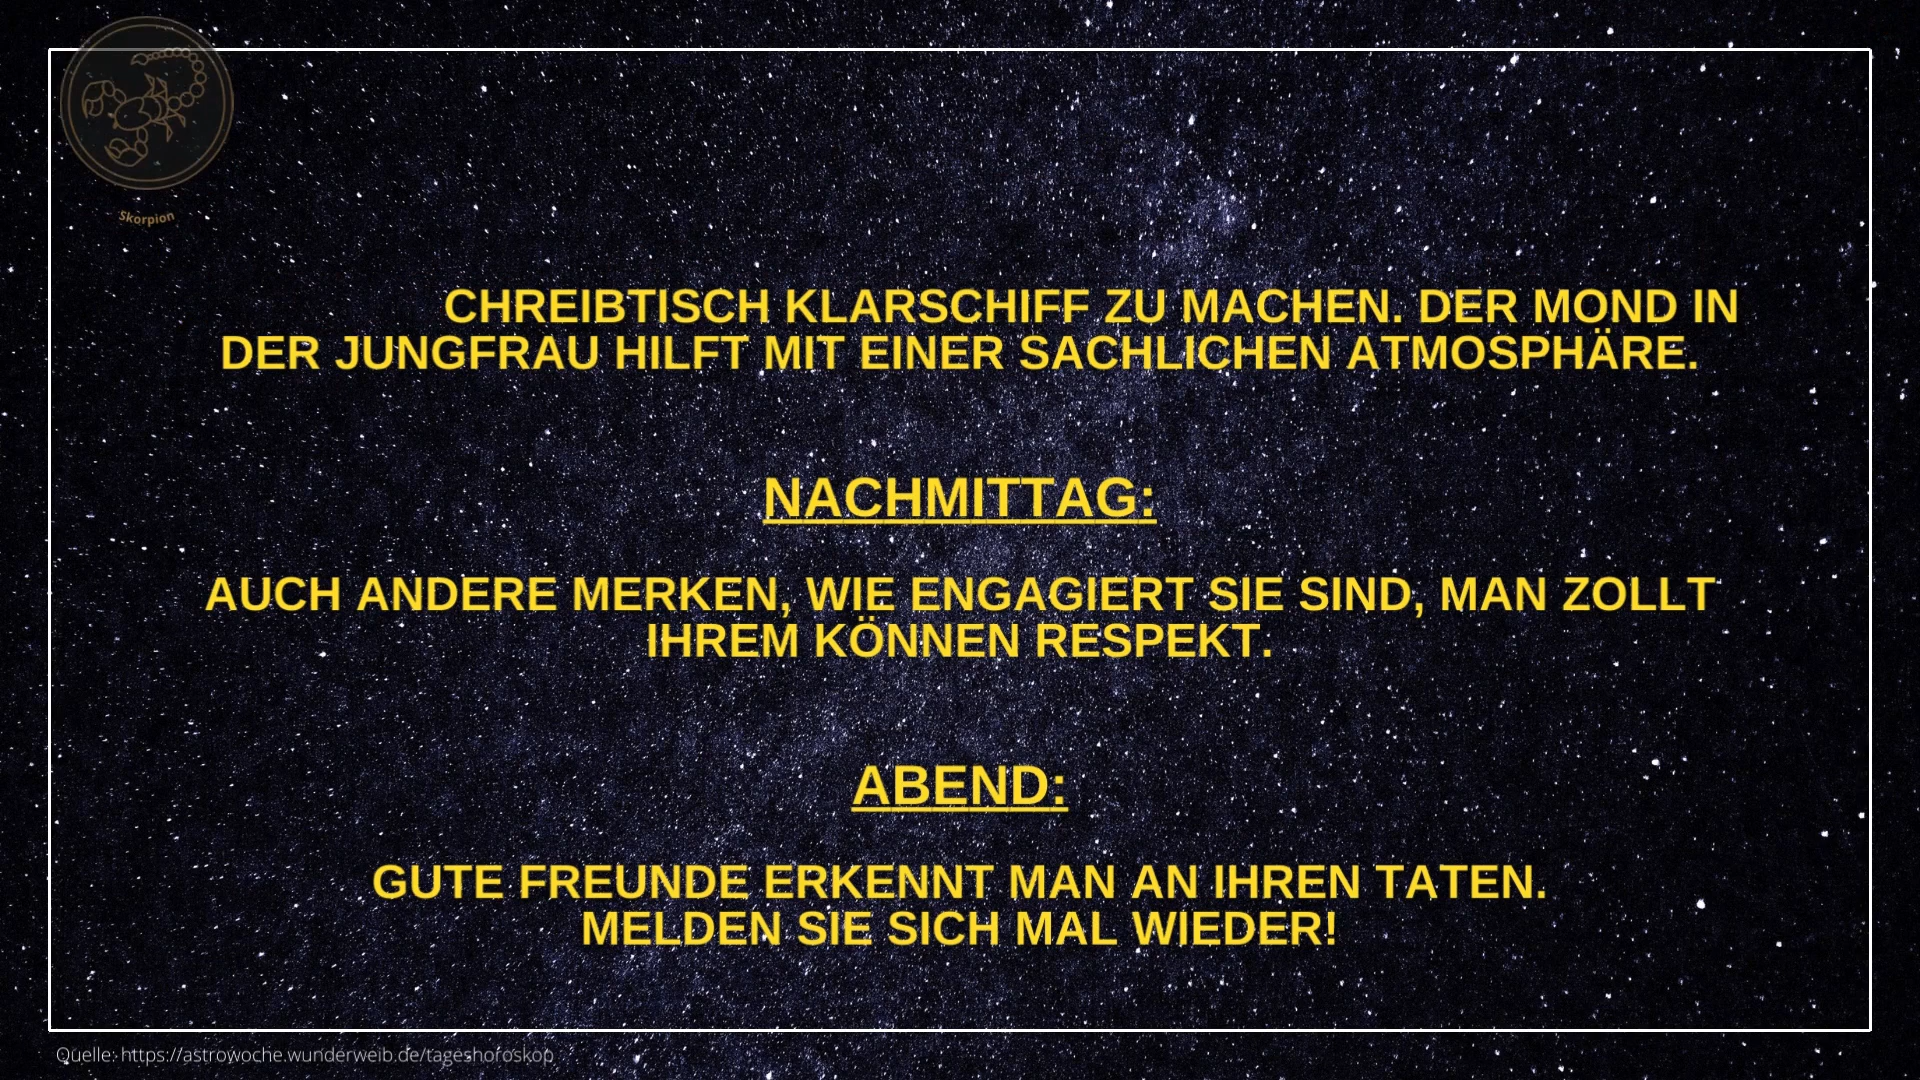 Skorpion
CHREIBTISCH KLARSCHIFF ZU MACHEN. DER MOND IN
DER JUNGFRAU HILFT MIT EINER SACHLICHEN ATMOSPHÄRE.
NACHMITTAG:
AUCH ANDERE MERKEN, WIE ENGAGIERT SIE SIND, MAN ZOLLT
IHREM KÖNNEN RESPEKT.
ABEND:
GUTE FREUNDE ERKENNT MAN AN IHREN TATEN.
MELDEN SIE SICH MAL WIEDER!
Quelle: https://astrowoche.wunderweib.de/tageshoroskop